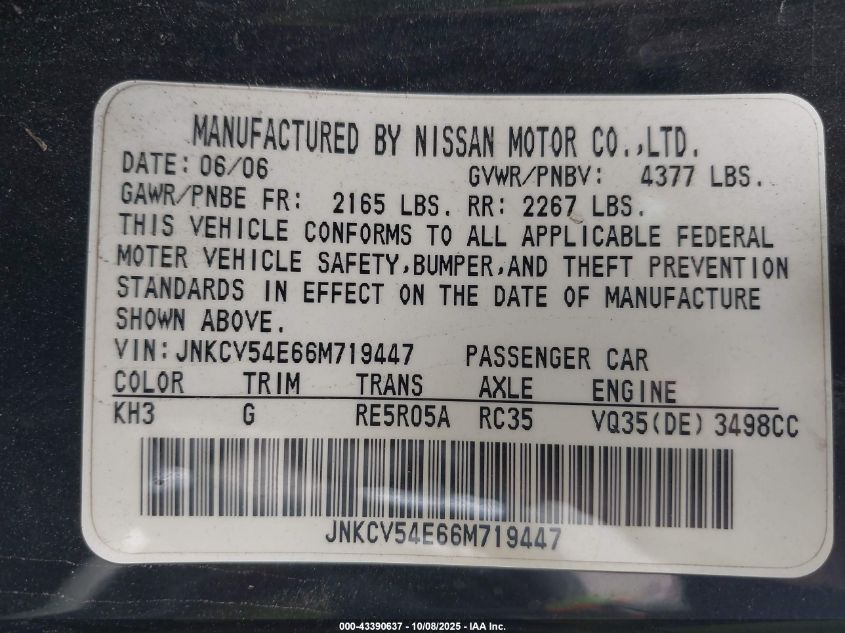 MANUFACTURED BY NISSAN MOTOR CO.,LTD.
DATE: 06/06 GVWR/PNBV: 4377 LBS.
GAWR/PNBE FR: 2165 LBS. RR: 2267 LBS.
THIS VEHICLE CONFORMS TO ALL APPLICABLE FEDERAL
MOTER VEHICLE SAFETY,BUMPER,AND THEFT PREVENTION
STANDARDS IN EFFECT ON THE DATE OF MANUFACTURE
SHOWN ABOVE.
VIN:JNKCV54E66M719447 PASSENGER CAR
COLOR TRIM TRANS AXLE ENGINE
KH3 G RE5R05A RC35 VQ35(DE) 3498CC
JNKCV54E66M719447
000-43390637 - 10/08/2025 - IAA Inc.